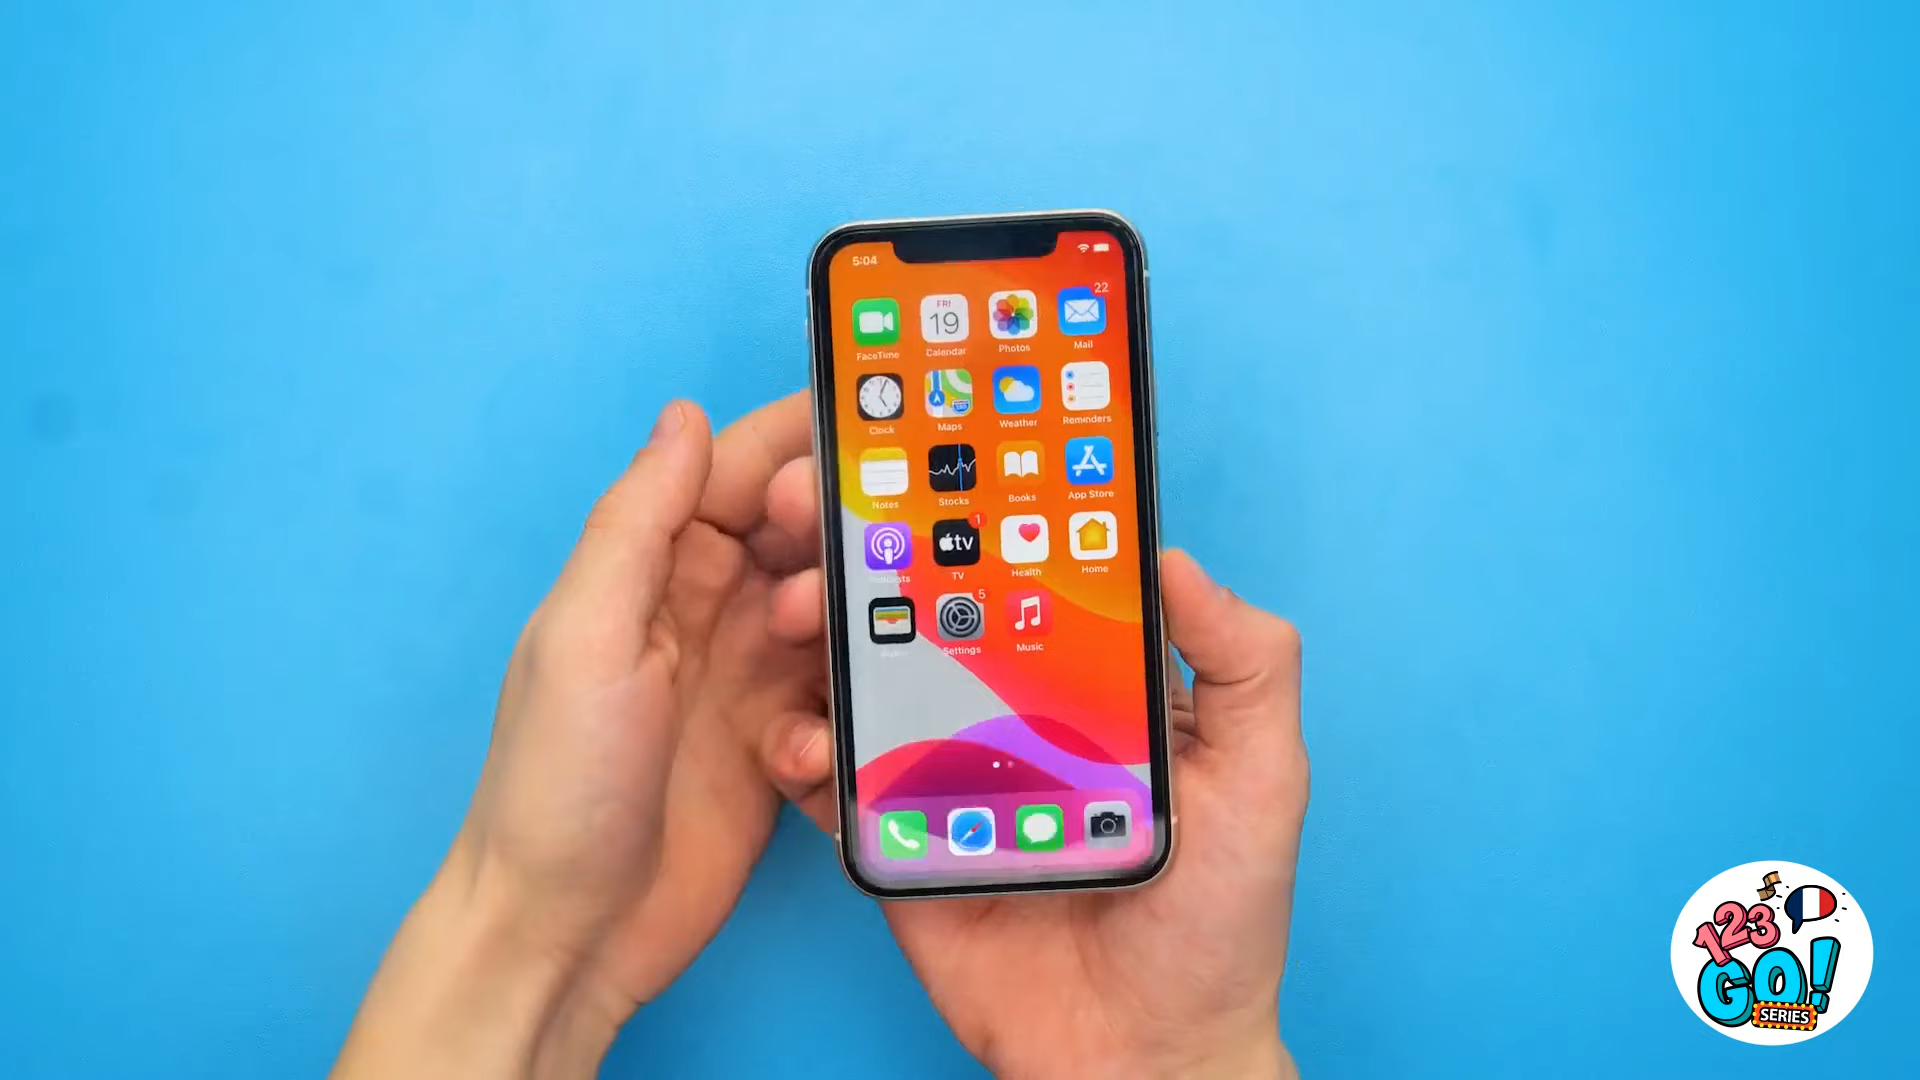 5:04
22
FRI
19
FaceTime
Calendar
Photos
Mail
Clock
Maps
Weather
Reminders
Notes
Stocks
Books
App Store
1
tv
Podcasts
TV
Health
Home
5
Settings
Music
123
GO!
SERIES